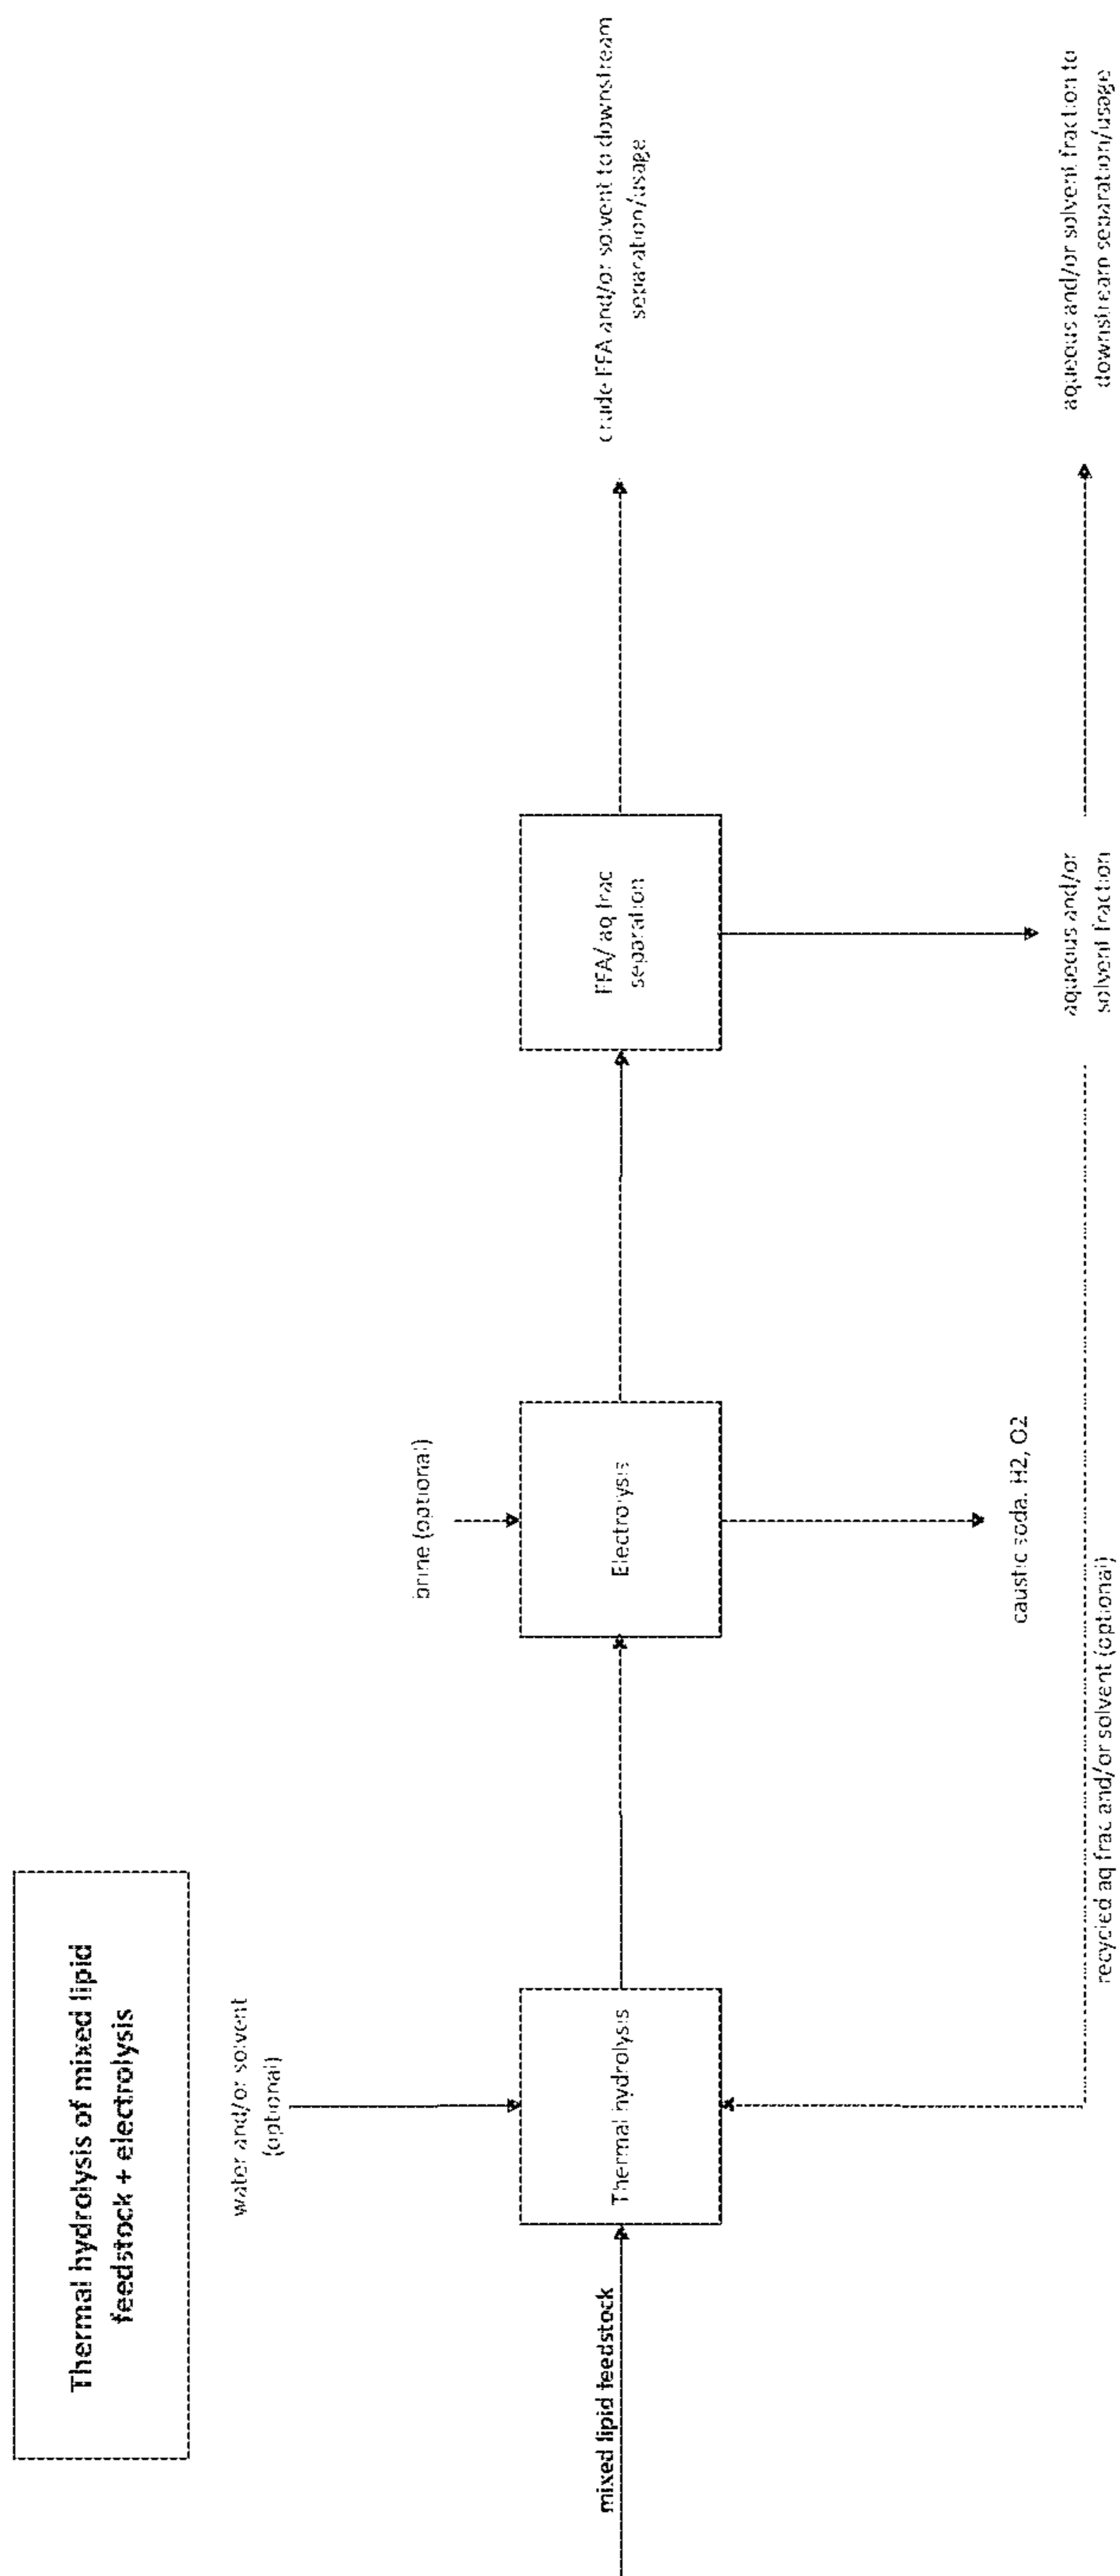 Thermal hydrolysis of mixed lipid
feedstock + electrolysis
water and/or solvent
(optional)
brine (optional)
mixed lipid feedstock
Thermal hydrolysis
Electrolysis
FFA/ aq frac
separation
crude FFA and/or solvent to downstream
separation/usage
caustic soda, H2, O2
aqueous and/or
solvent fraction
aqueous and/or solvent fraction to
downstream separation/usage
recycled aq frac and/or solvent (optional)